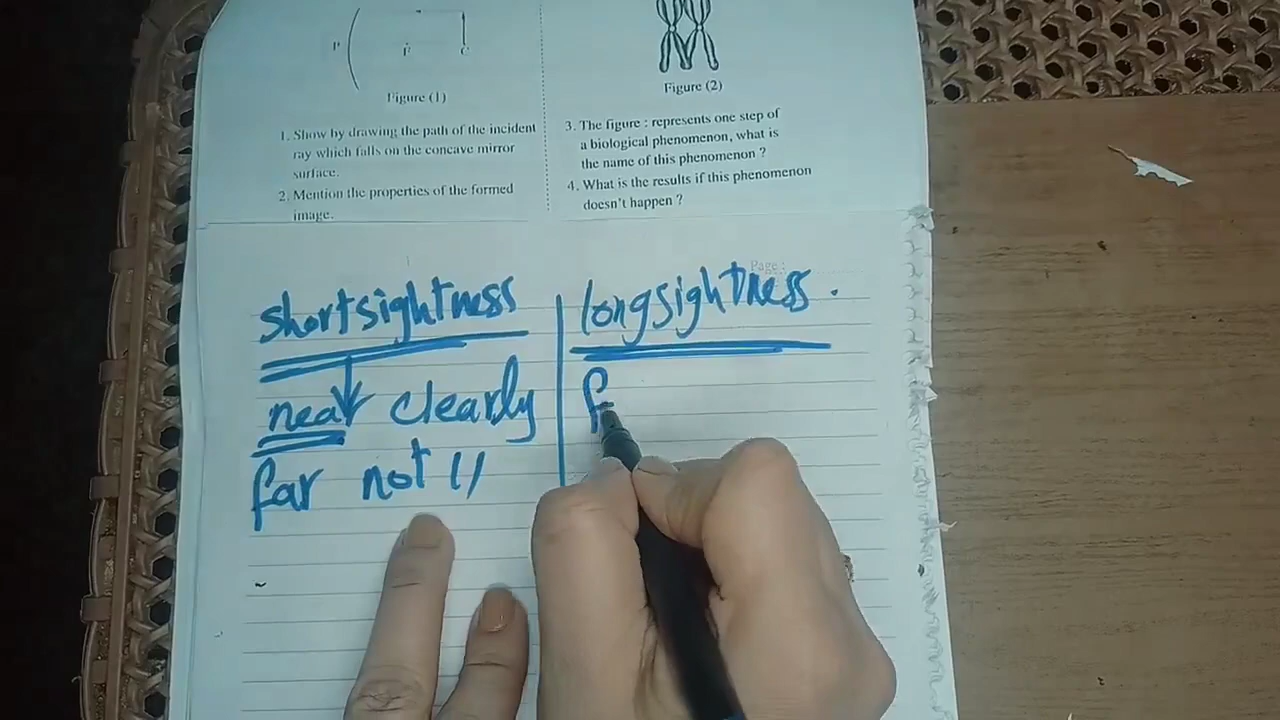 P
F
C
Figure (1)
1. Show by drawing the path of the incident
ray which falls on the concave mirror
surface.
2. Mention the properties of the formed
image.
Figure (2)
3. The figure : represents one step of
a biological phenomenon, what is
the name of this phenomenon ?
4. What is the results if this phenomenon
doesn't happen ?
Page :
shortsightness
near clearly
far not //
longsightness .
f